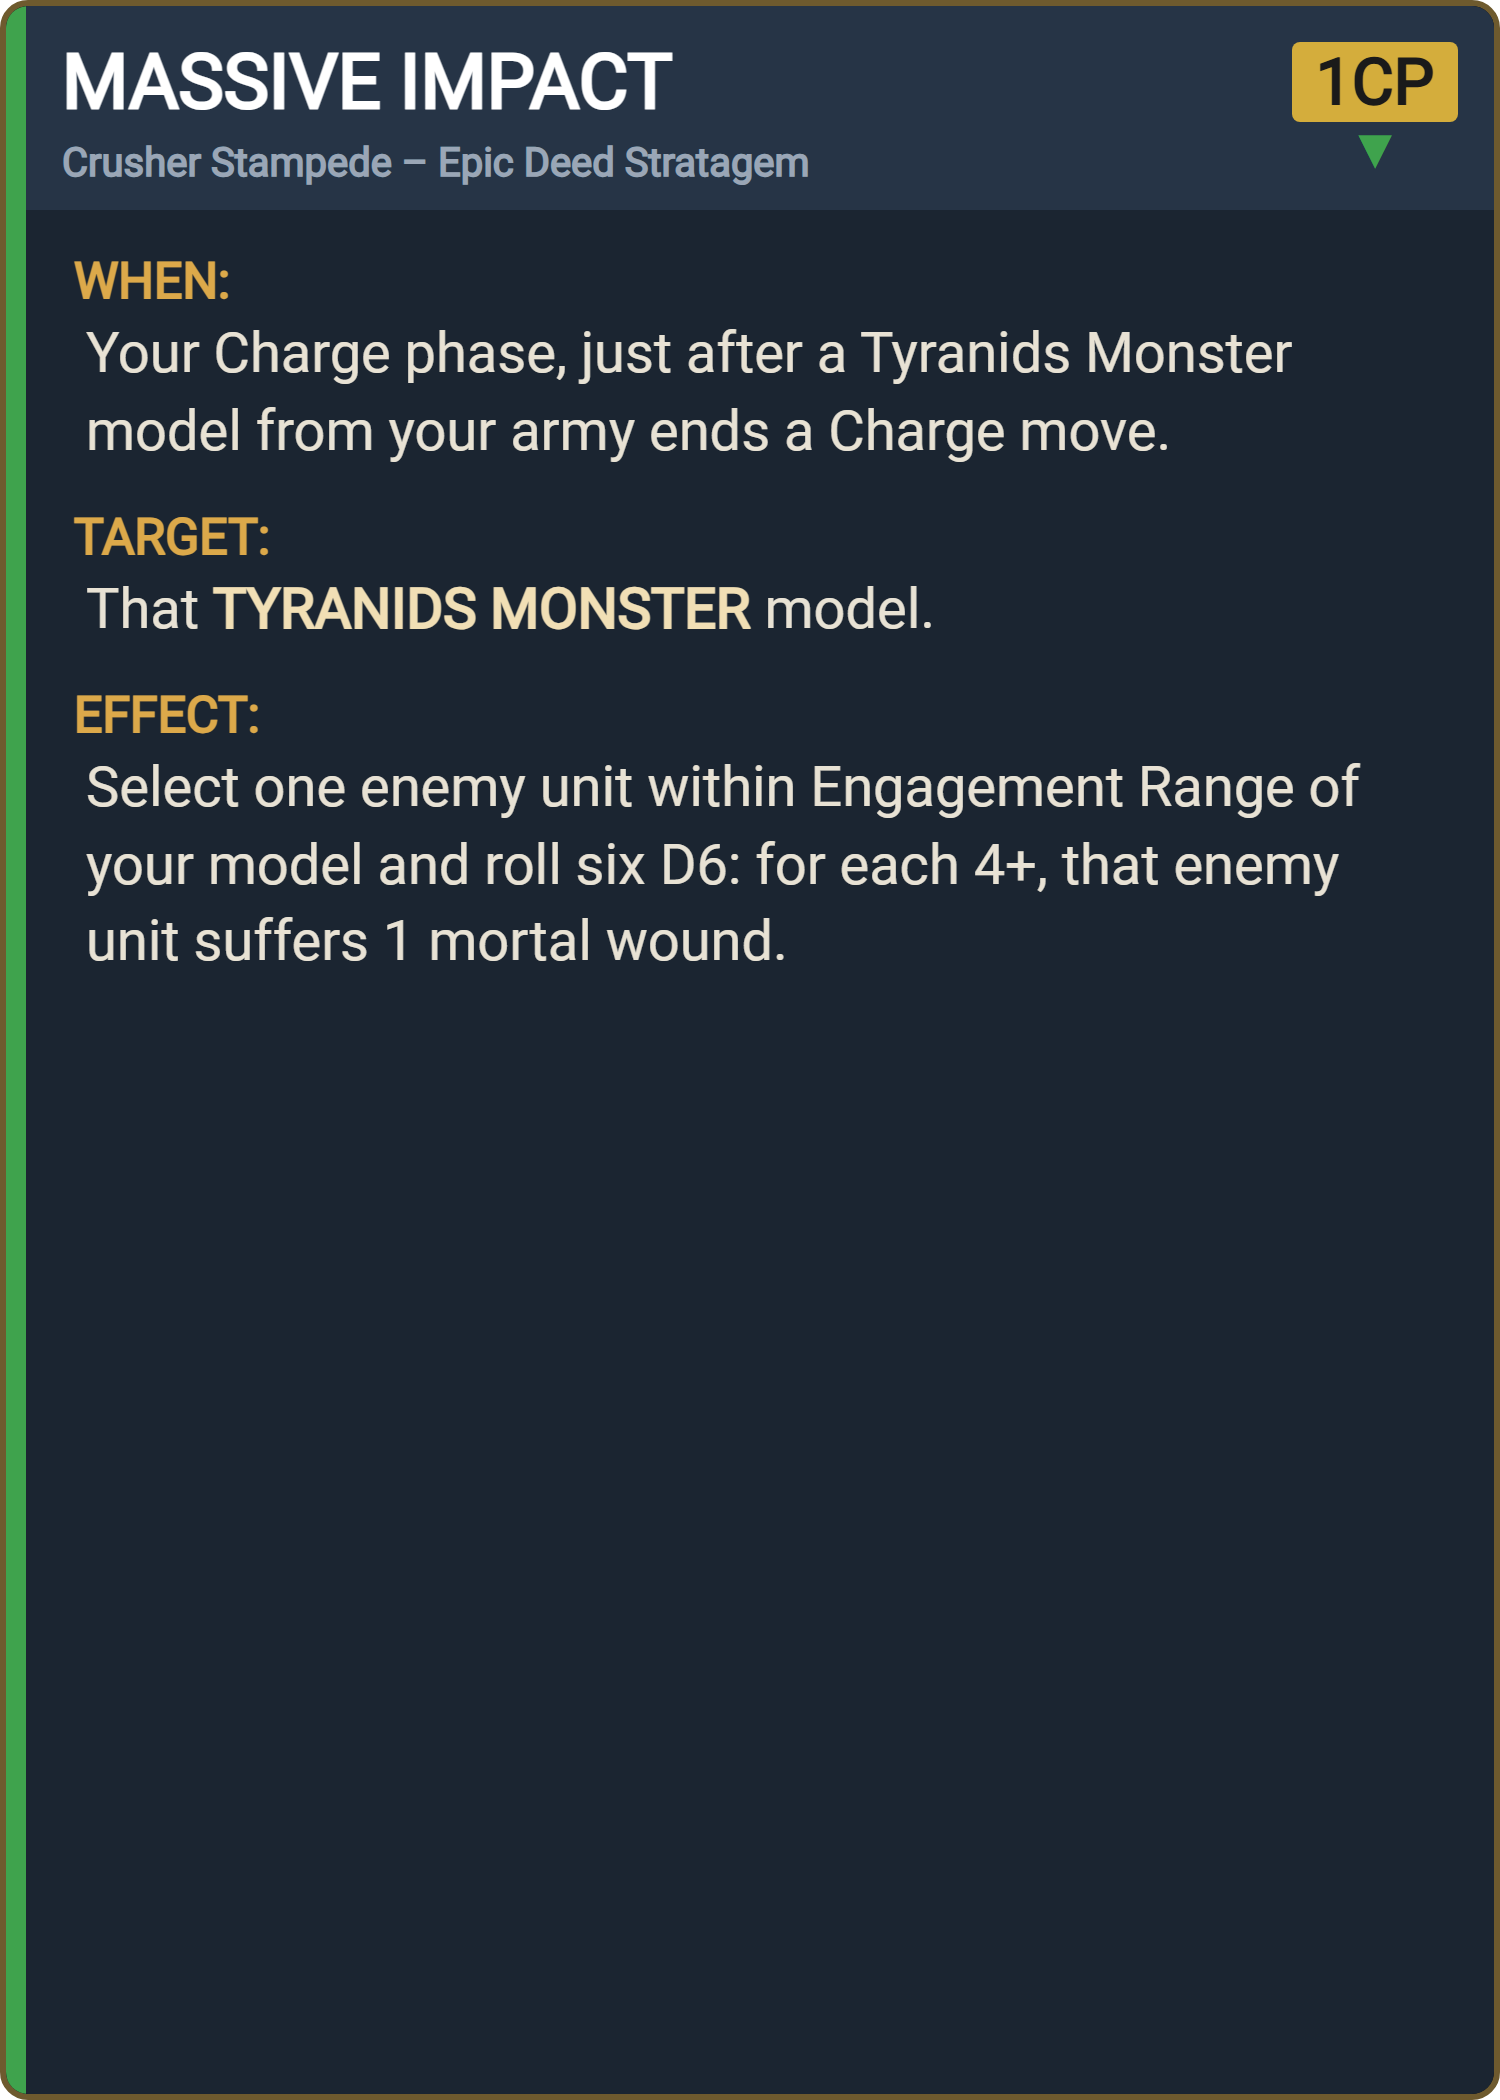 MASSIVE IMPACT
1CP
Crusher Stampede – Epic Deed Stratagem
WHEN:
Your Charge phase, just after a Tyranids Monster
model from your army ends a Charge move.
TARGET:
That TYRANIDS MONSTER model.
EFFECT:
Select one enemy unit within Engagement Range of
your model and roll six D6: for each 4+, that enemy
unit suffers 1 mortal wound.